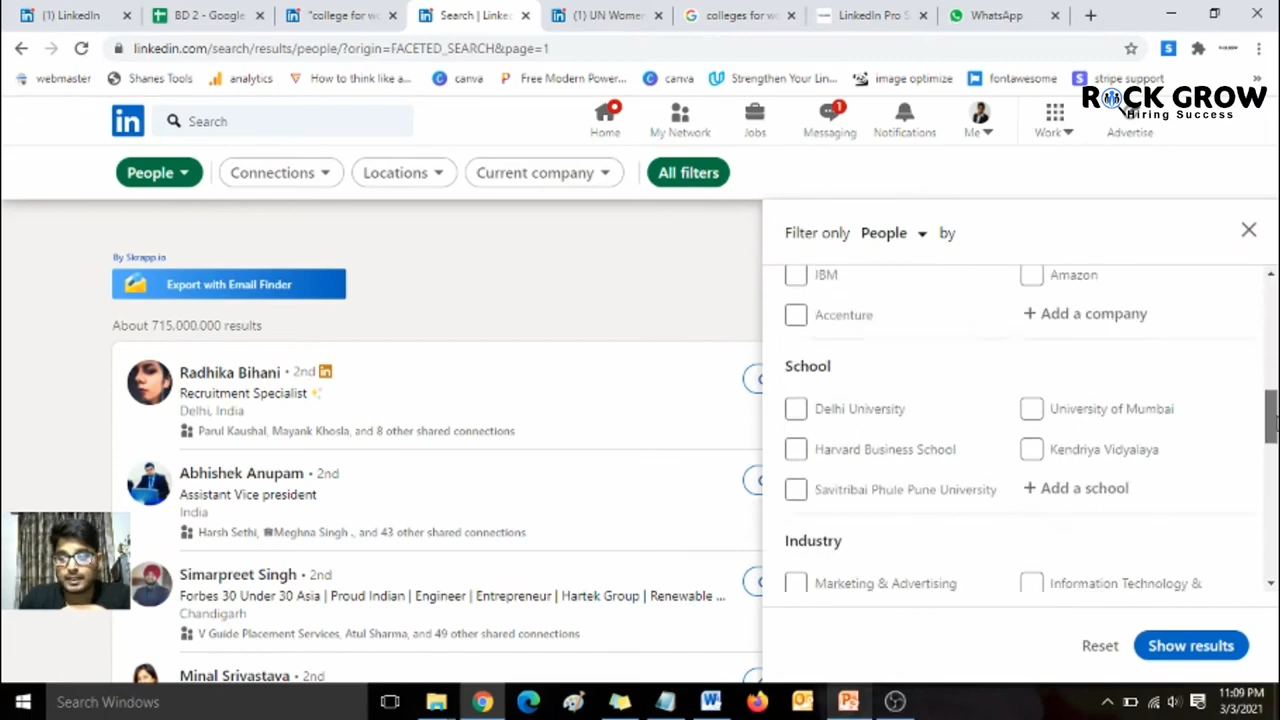 (1) LinkedIn
BD 2 - Google
"college for wo
Search | Linke
(1) UN Wome
colleges for w
LinkedIn Pro S
WhatsApp
linkedin.com/search/results/people/?origin=FACETED_SEARCH&page=1
webmaster
Shanes Tools
analytics
How to think like a...
canva
Free Modern Power...
canva
Strengthen Your Lin...
image optimize
fontawesome
stripe support
ROCK GROW
Hiring Success
Search
Home
My Network
1
Messaging
Jobs
Notifications
Me
Work
Advertise
People
Connections
Locations
Current company
All filters
By Skrapp.io
Export with Email Finder
About 715.000.000 results
Radhika Bihani • 2nd
Recruitment Specialist
Delhi, India
Parul Kaushal, Mayank Khosla, and 8 other shared connections
Abhishek Anupam • 2nd
Assistant Vice president
India
Harsh Sethi, Meghna Singh ., and 43 other shared connections
Simarpreet Singh • 2nd
Forbes 30 Under 30 Asia | Proud Indian | Engineer | Entrepreneur | Hartek Group | Renewable ...
Chandigarh
V Guide Placement Services, Atul Sharma, and 49 other shared connections
Minal Srivastava • 2nd
Filter only People by
IBM
Amazon
Accenture
+ Add a company
School
Delhi University
University of Mumbai
Harvard Business School
Kendriya Vidyalaya
Savitribai Phule Pune University
+ Add a school
Industry
Marketing & Advertising
Information Technology &
Reset
Show results
Search Windows
11:09 PM
3/3/2021